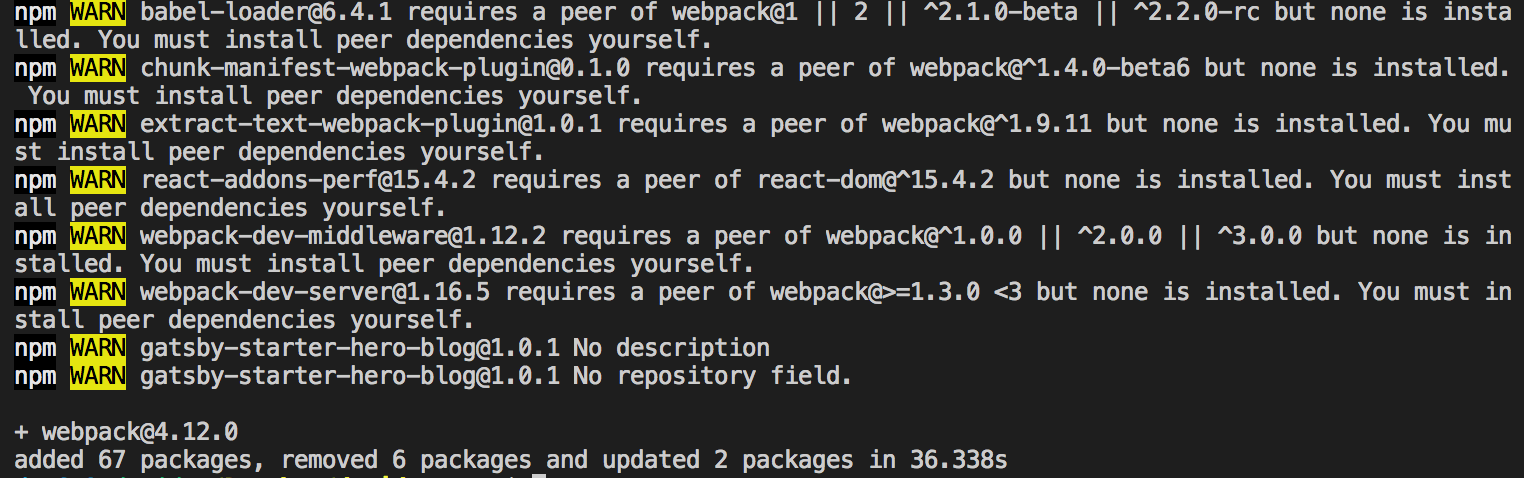 npm WARN babel-loader@6.4.1 requires a peer of webpack@1 || 2 || ^2.1.0-beta || ^2.2.0-rc but none is insta
lled. You must install peer dependencies yourself.
npm WARN chunk-manifest-webpack-plugin@0.1.0 requires a peer of webpack@^1.4.0-beta6 but none is installed.
 You must install peer dependencies yourself.
npm WARN extract-text-webpack-plugin@1.0.1 requires a peer of webpack@^1.9.11 but none is installed. You mu
st install peer dependencies yourself.
npm WARN react-addons-perf@15.4.2 requires a peer of react-dom@^15.4.2 but none is installed. You must inst
all peer dependencies yourself.
npm WARN webpack-dev-middleware@1.12.2 requires a peer of webpack@^1.0.0 || ^2.0.0 || ^3.0.0 but none is in
stalled. You must install peer dependencies yourself.
npm WARN webpack-dev-server@1.16.5 requires a peer of webpack@>=1.3.0 <3 but none is installed. You must in
stall peer dependencies yourself.
npm WARN gatsby-starter-hero-blog@1.0.1 No description
npm WARN gatsby-starter-hero-blog@1.0.1 No repository field.
+ webpack@4.12.0
added 67 packages, removed 6 packages and updated 2 packages in 36.338s